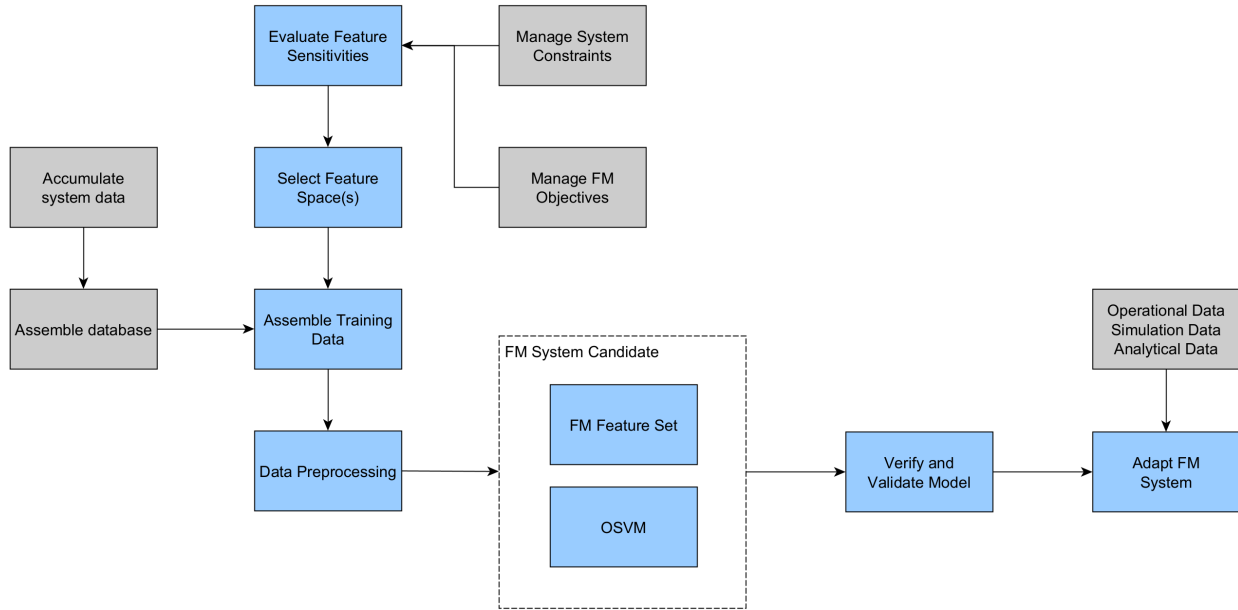 Evaluate Feature
Sensitivities
Manage System
Constraints
Accumulate
system data
Select Feature
Space(s)
Manage FM
Objectives
Assemble database
Assemble Training
Data
Operational Data
Simulation Data
Analytical Data
FM System Candidate
FM Feature Set
Data Preprocessing
Verify and
Validate Model
Adapt FM
System
OSVM